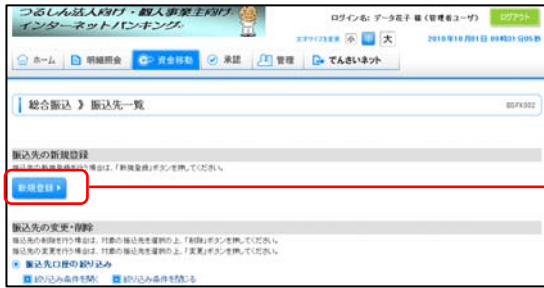 つるしん法人向け・個人事業主向け
インターネットバンキング
ログイン名: データ花子 様 (管理者ユーザ)
ログアウト
文字サイズ変更 小 中 大
2010年10月01日 09時31分05秒
ホーム 明細照会 資金移動 承認 管理 でんさいネット
総合振込 》 振込先一覧
BSFK002
振込先の新規登録
振込先の新規登録を行う場合は、「新規登録」ボタンを押してください。
新規登録
振込先の変更・削除
振込先の削除を行う場合は、対象の振込先を選択の上、「削除」ボタンを押してください。
振込先の変更を行う場合は、対象の振込先を選択の上、「変更」ボタンを押してください。
振込先口座の絞り込み
絞り込み条件を開く 絞り込み条件を閉じる